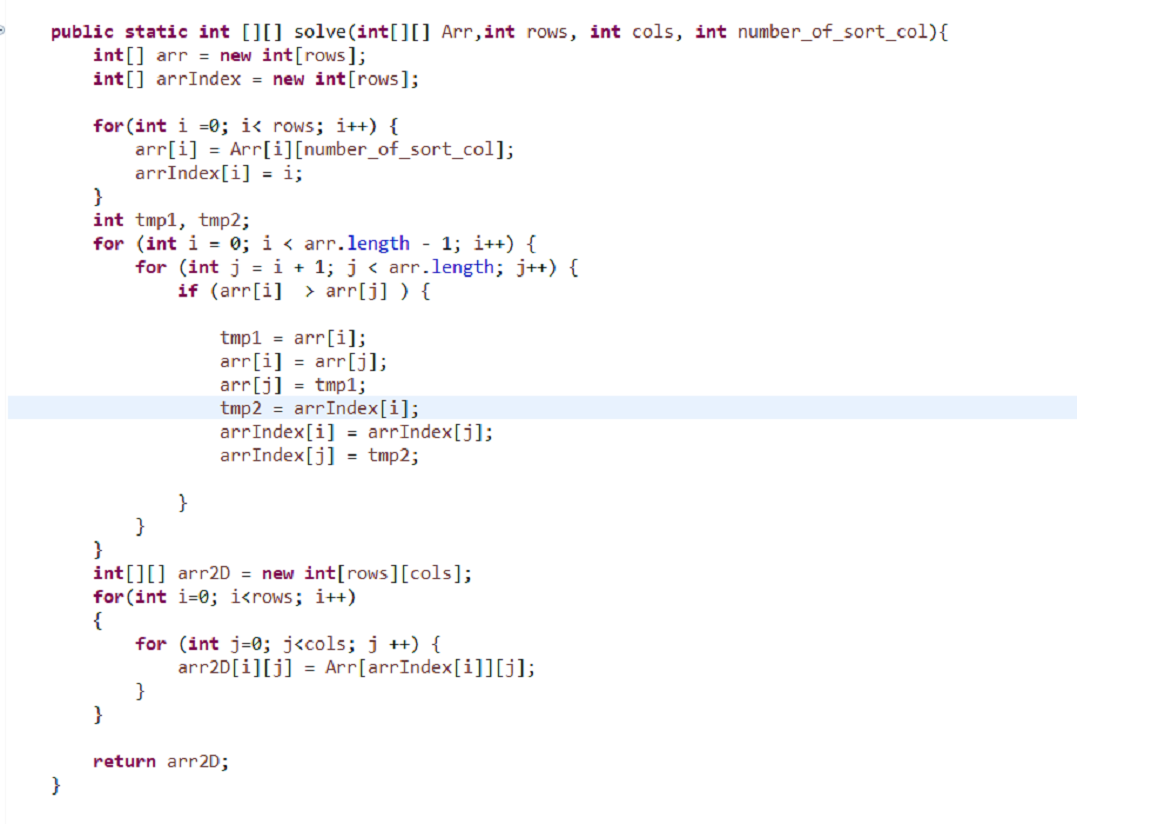 public static int [][] solve(int[][] Arr,int rows, int cols, int number_of_sort_col){
    int[] arr = new int[rows];
    int[] arrIndex = new int[rows];

    for(int i =0; i< rows; i++) {
        arr[i] = Arr[i][number_of_sort_col];
        arrIndex[i] = i;
    }
    int tmp1, tmp2;
    for (int i = 0; i < arr.length - 1; i++) {
        for (int j = i + 1; j < arr.length; j++) {
            if (arr[i]  > arr[j] ) {

                tmp1 = arr[i];
                arr[i] = arr[j];
                arr[j] = tmp1;
                tmp2 = arrIndex[i];
                arrIndex[i] = arrIndex[j];
                arrIndex[j] = tmp2;

            }
        }
    }
    int[][] arr2D = new int[rows][cols];
    for(int i=0; i<rows; i++)
    {
        for (int j=0; j<cols; j ++) {
            arr2D[i][j] = Arr[arrIndex[i]][j];
        }
    }

    return arr2D;
}